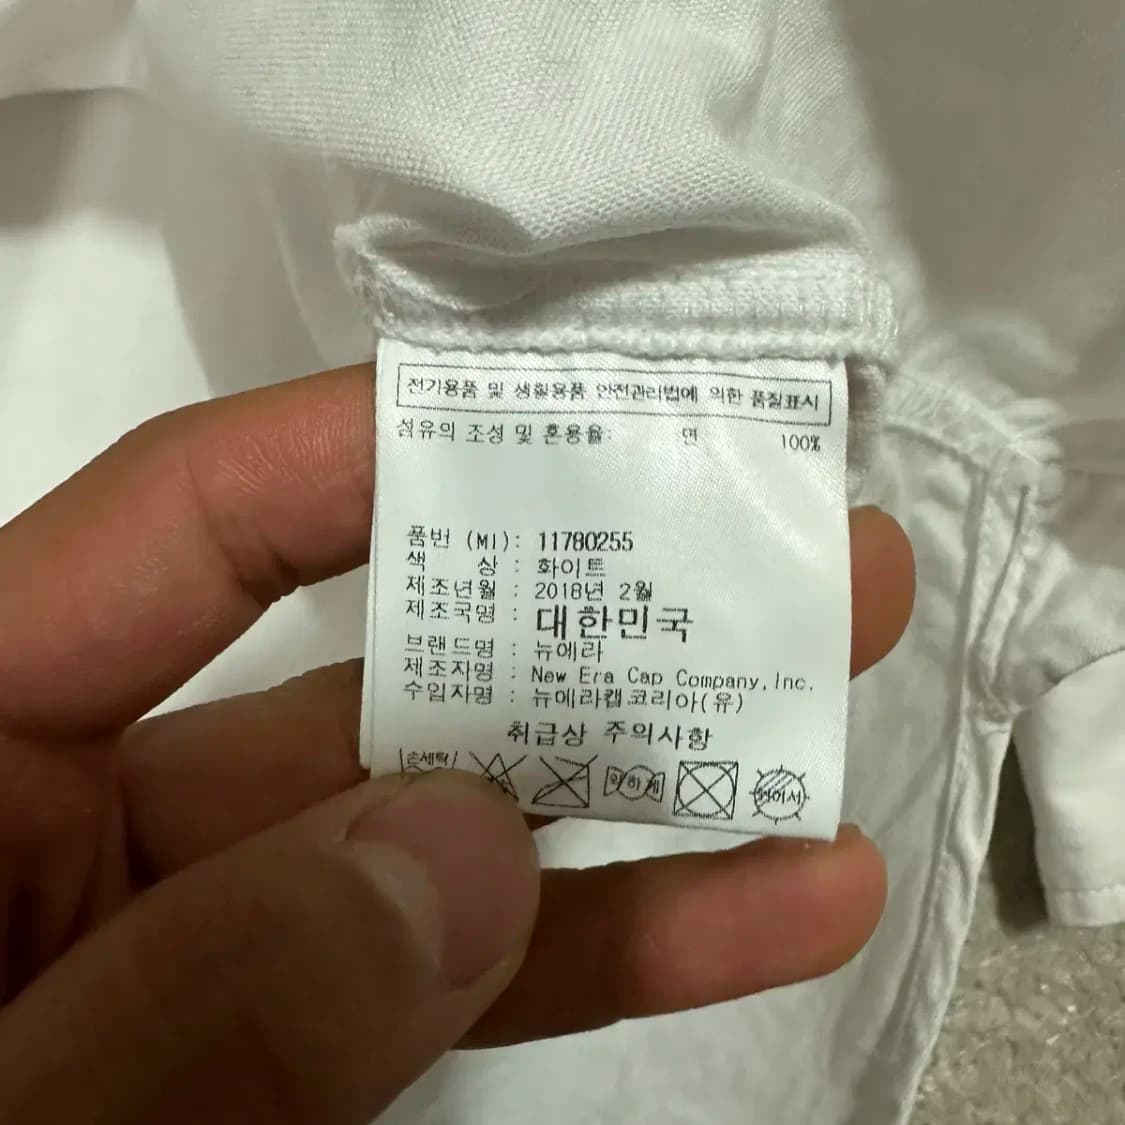 전기용품 및 생활용품 안전관리법에 의한 품질표시
섬유의 조성 및 혼용율: 면 100%
품번 (MI): 11780255
색 상 : 화이트
제조년월 : 2018년 2월
제조국명 : 대한민국
브랜드명 : 뉴에라
제조자명 : New Era Cap Company,Inc.
수입자명 : 뉴에라캡코리아(유)
취급상 주의사항
손세탁 약하게 뉘어서